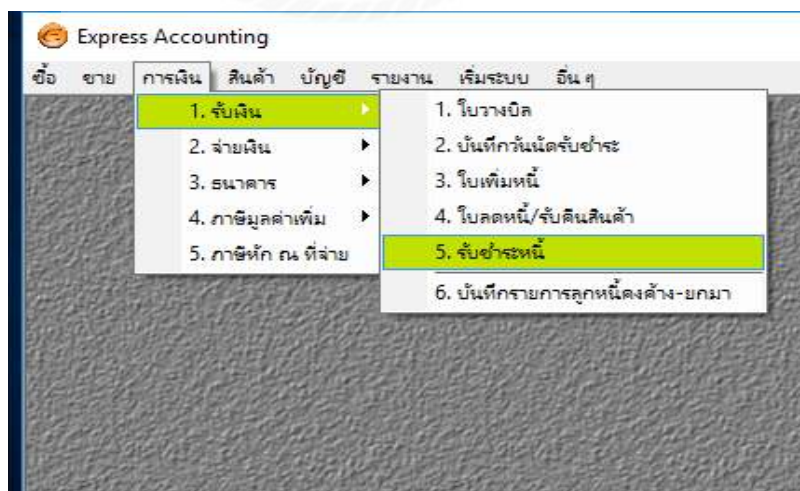 Express Accounting
ซื้อ ขาย การเงิน สินค้า บัญชี รายงาน เริ่มระบบ อื่น ๆ
1. รับเงิน
2. จ่ายเงิน
3. ธนาคาร
4. ภาษีมูลค่าเพิ่ม
5. ภาษีหัก ณ ที่จ่าย
1. ใบวางบิล
2. บันทึกวันนัดรับชำระ
3. ใบเพิ่มหนี้
4. ใบลดหนี้/รับคืนสินค้า
5. รับชำระหนี้
6. บันทึกรายการลูกหนี้คงค้าง-ยกมา